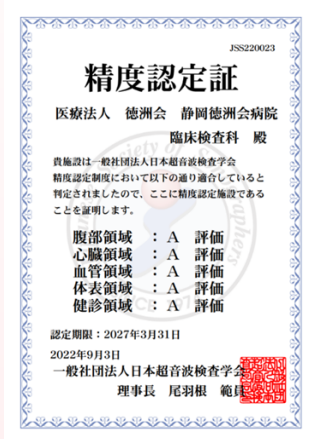 JSS220023
精度認定証
医療法人　徳洲会　静岡徳洲会病院
臨床検査科　殿
貴施設は一般社団法人日本超音波検査学会
精度認定制度において以下の通り適合していると
判定されましたので、ここに精度認定施設である
ことを証明します。
腹部領域　：A　評価
心臓領域　：A　評価
血管領域　：A　評価
体表領域　：A　評価
健診領域　：A　評価
認定期限：2027年3月31日
2022年9月3日
一般社団法人日本超音波検査学会
理事長　尾羽根　範員